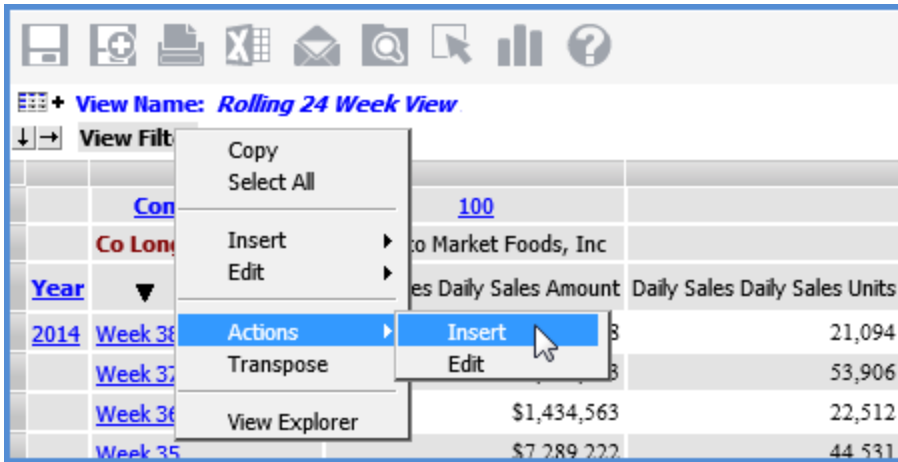 View Name: Rolling 24 Week View
View Filt
Copy
Select All
Insert
Edit
Actions
Transpose
View Explorer
Insert
Edit
Con 100
Co Long to Market Foods, Inc
Year es Daily Sales Amount Daily Sales Daily Sales Units
2014 Week 38 8 21,094
Week 37 3 53,906
Week 36 $1,434,563 22,512
Week 35 $7,289,222 44,531